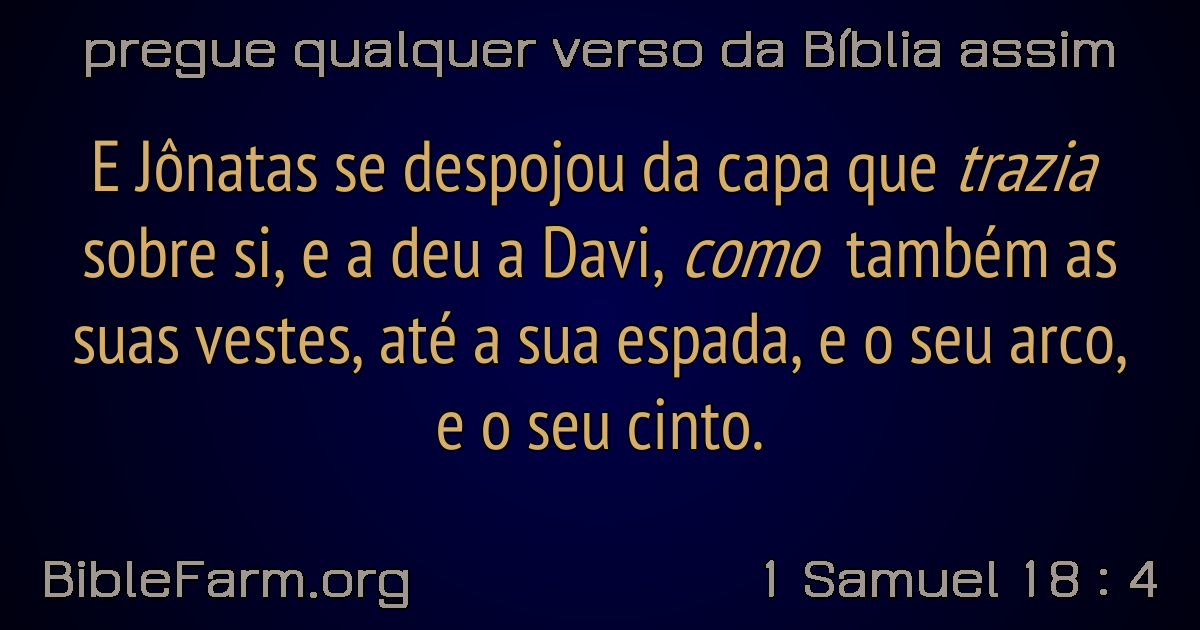 pregue qualquer verso da Bíblia assim
E Jônatas se despojou da capa que trazia
sobre si, e a deu a Davi, como também as
suas vestes, até a sua espada, e o seu arco,
e o seu cinto.
BibleFarm.org
1 Samuel 18 : 4